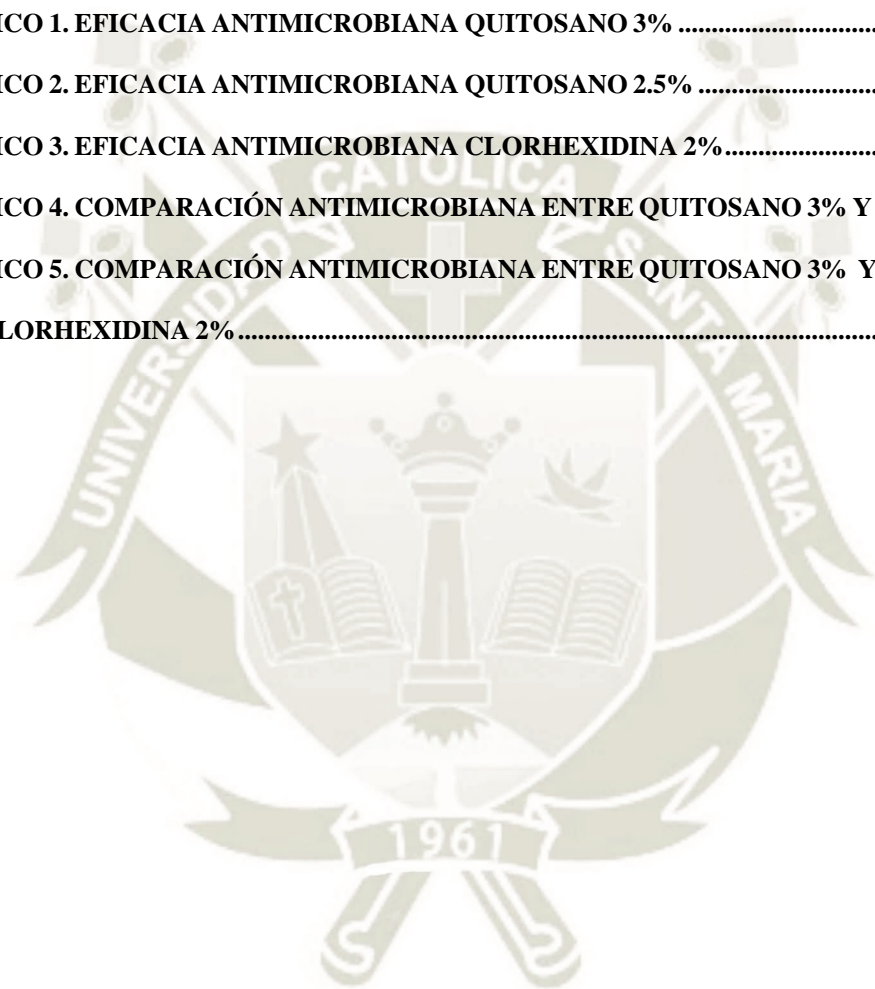 ICO 1. EFICACIA ANTIMICROBIANA QUITOSANO 3% ..............................
ICO 2. EFICACIA ANTIMICROBIANA QUITOSANO 2.5% ...........................
ICO 3. EFICACIA ANTIMICROBIANA CLORHEXIDINA 2%.......................
ICO 4. COMPARACIÓN ANTIMICROBIANA ENTRE QUITOSANO 3% Y
ICO 5. COMPARACIÓN ANTIMICROBIANA ENTRE QUITOSANO 3% Y
LORHEXIDINA 2%................................................................................................
UNIVERSIDAD CATOLICA SANTA MARIA
1961